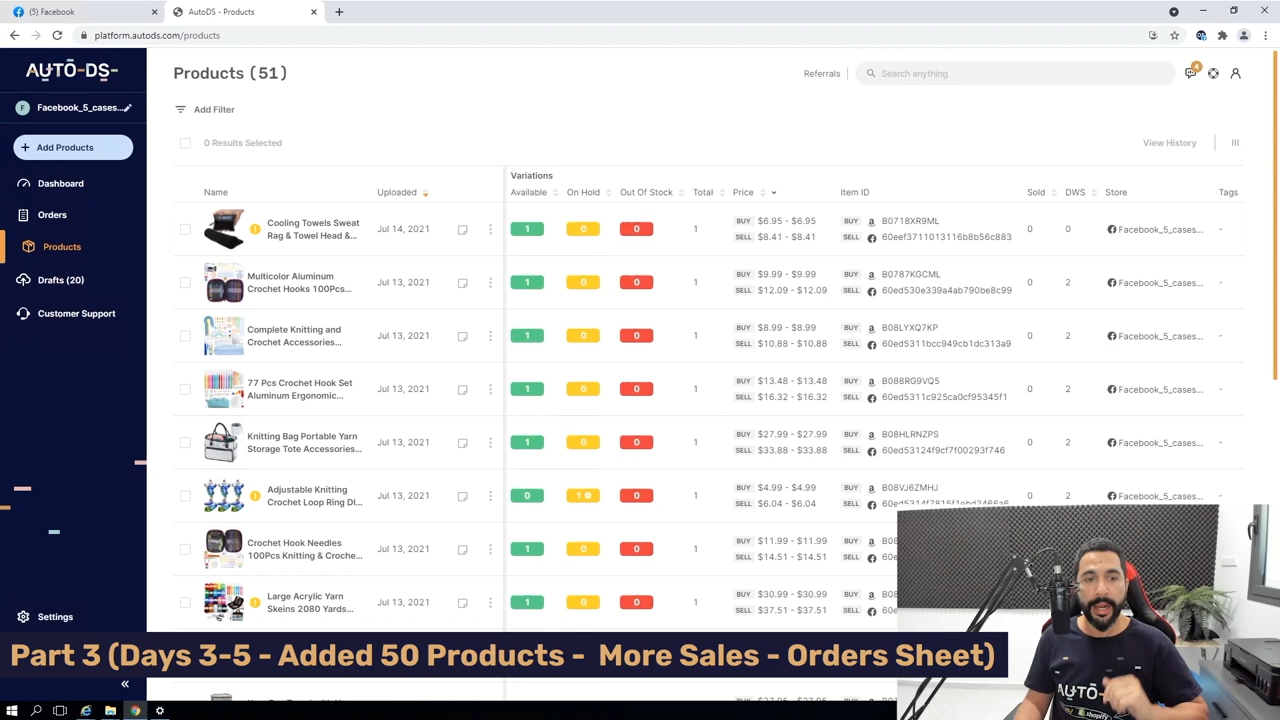 (5) Facebook
AutoDS - Products
platform.autods.com/products
AUTO-DS-
Products (51)
Referrals
Search anything
4
F
Facebook_5_cases...
Add Filter
Add Products
0 Results Selected
View History
Dashboard
Orders
Products
Drafts (20)
Customer Support
Settings
Variations
Name
Uploaded
Available
On Hold
Out Of Stock
Total
Price
Item ID
Sold
DWS
Store
Tags
Cooling Towels Sweat
Rag & Towel Head &...
Jul 14, 2021
1
0
0
1
BUY $6.95 - $6.95
SELL $8.41 - $8.41
BUY a B0718XR9ML
SELL 60eef3711013116b8b56c883
0
0
Facebook_5_cases...
-
Multicolor Aluminum
Crochet Hooks 100Pcs...
Jul 13, 2021
1
0
0
1
BUY $9.99 - $9.99
SELL $12.09 - $12.09
BUY a B0787KGCML
SELL 60ed530e339a4ab790be8c99
0
2
Facebook_5_cases...
-
Complete Knitting and
Crochet Accessories...
Jul 13, 2021
1
0
0
1
BUY $8.99 - $8.99
SELL $10.88 - $10.88
BUY a B08LYXQ7KP
SELL 60ed5311bcc949cb1dc313a9
0
2
Facebook_5_cases...
-
77 Pcs Crochet Hook Set
Aluminum Ergonomic...
Jul 13, 2021
1
0
0
1
BUY $13.48 - $13.48
SELL $16.32 - $16.32
BUY a B088RG9VQ5
SELL 60ed5311c925ca0cf95345f1
0
2
Facebook_5_cases...
-
Knitting Bag Portable Yarn
Storage Tote Accessories...
Jul 13, 2021
1
0
0
1
BUY $27.99 - $27.99
SELL $33.88 - $33.88
BUY a B08HLRNZPS
SELL 60ed53124f9cf7f00293f746
0
2
Facebook_5_cases...
-
Adjustable Knitting
Crochet Loop Ring DI...
Jul 13, 2021
0
1
0
1
BUY $4.99 - $4.99
SELL $6.04 - $6.04
BUY a B08VJ6ZMHJ
SELL
0
2
Facebook_5_cases...
-
Crochet Hook Needles
100Pcs Knitting & Croche...
Jul 13, 2021
1
0
0
1
BUY $11.99 - $11.99
SELL $14.51 - $14.51
BUY a
SELL
Large Acrylic Yarn
Skeins 2080 Yards...
Jul 13, 2021
1
0
0
1
BUY $30.99 - $30.99
SELL $37.51 - $37.51
BUY a
SELL
Part 3 (Days 3-5 - Added 50 Products - More Sales - Orders Sheet)
AUTO-
shopify